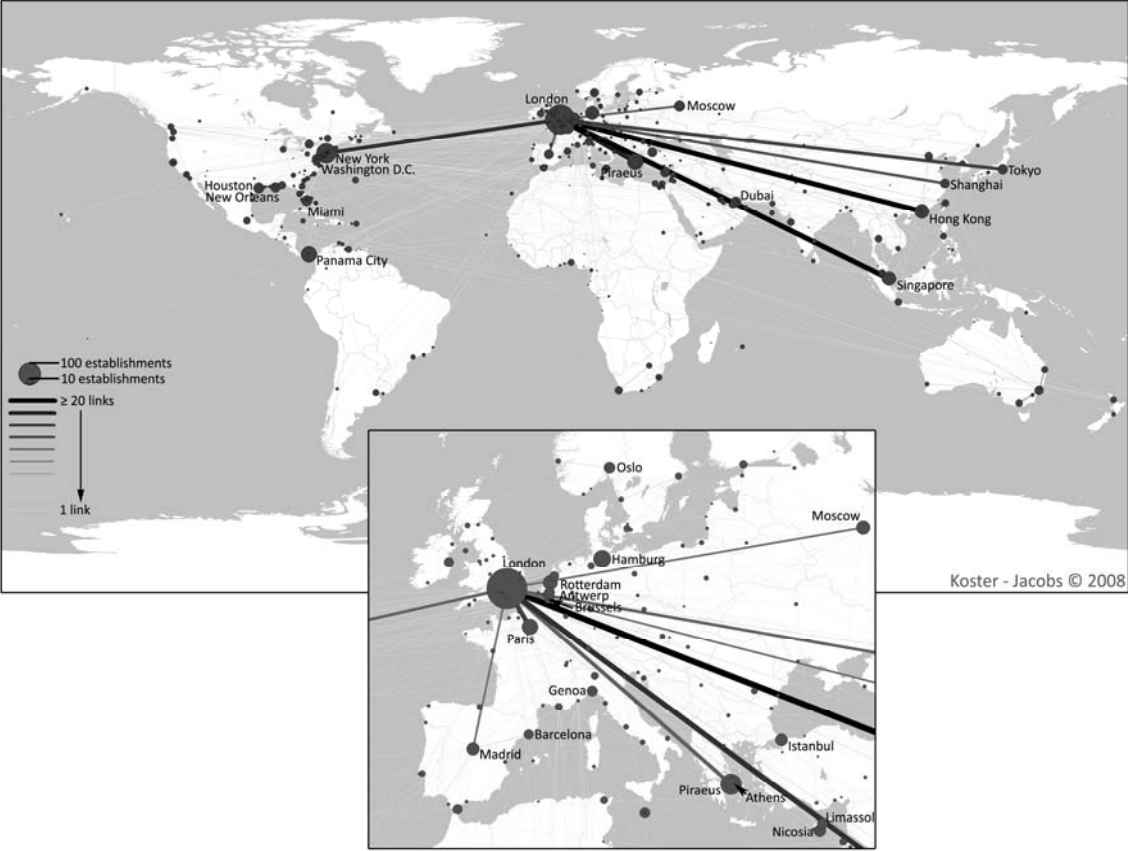 London
Moscow
New York
Washington D.C.
Houston
New Orleans
Miami
Panama City
Piraeus
Dubai
Tokyo
Shanghai
Hong Kong
Singapore
100 establishments
10 establishments
≥ 20 links
1 link
Koster - Jacobs © 2008
Oslo
Moscow
London
Hamburg
Rotterdam
Antwerp
Brussels
Paris
Genoa
Barcelona
Madrid
Istanbul
Piraeus
Athens
Limassol
Nicosia